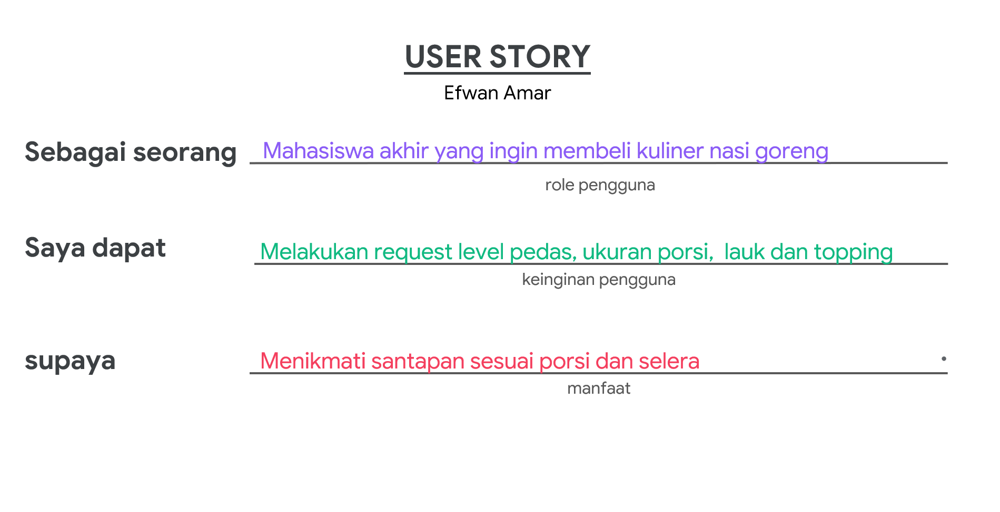 USER STORY
Efwan Amar
Sebagai seorang Mahasiswa akhir yang ingin membeli kuliner nasi goreng
role pengguna
Saya dapat Melakukan request level pedas, ukuran porsi, lauk dan topping
keinginan pengguna
supaya Menikmati santapan sesuai porsi dan selera .
manfaat